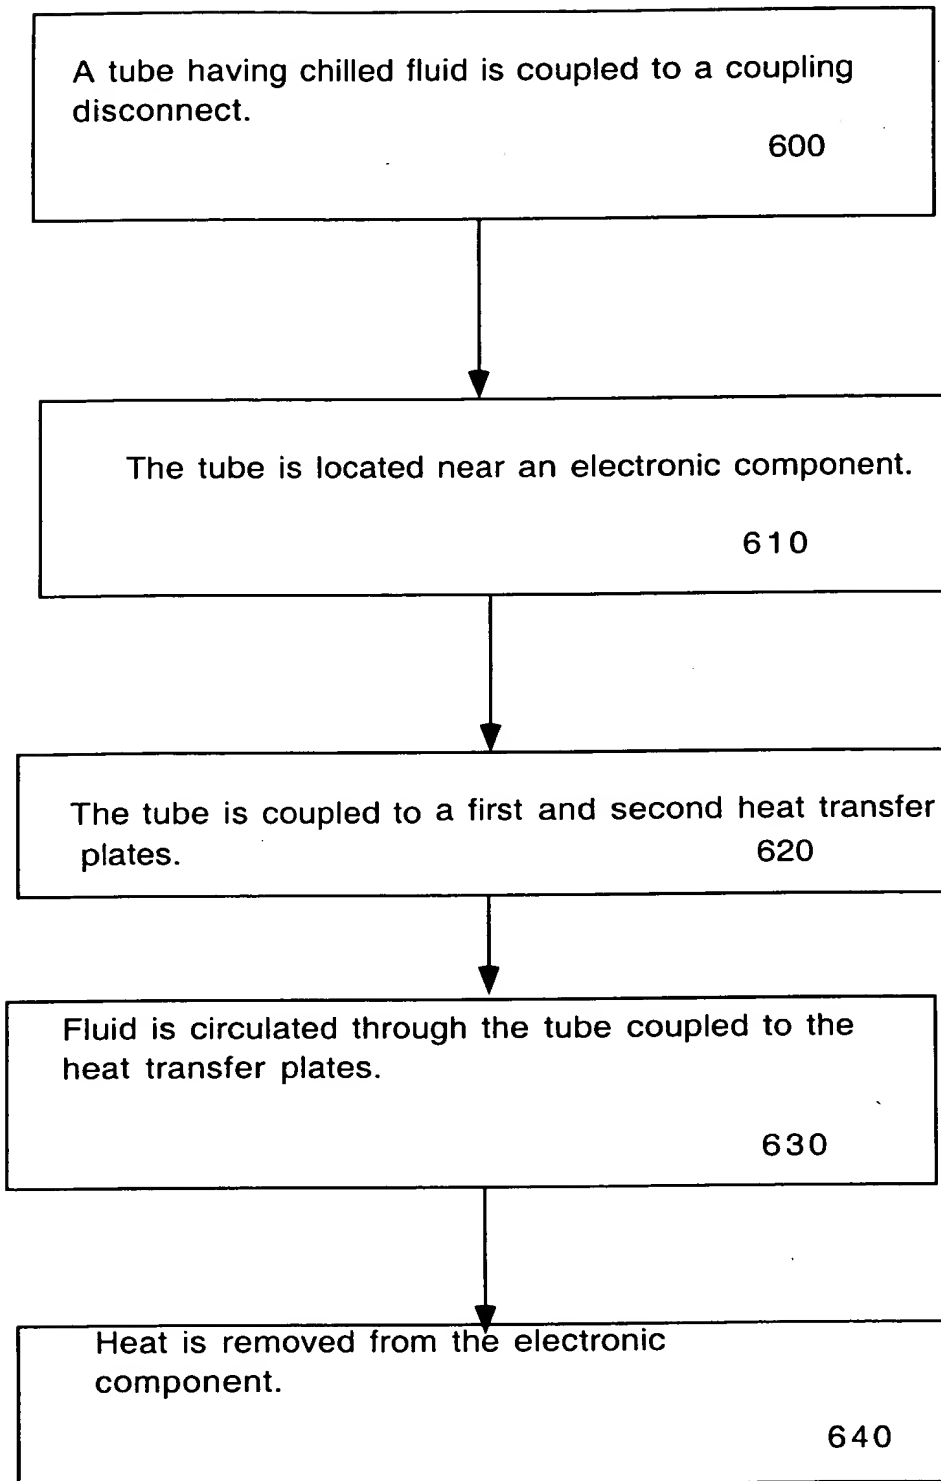 A tube having chilled fluid is coupled to a coupling
disconnect.
600
The tube is located near an electronic component.
610
The tube is coupled to a first and second heat transfer
plates.
620
Fluid is circulated through the tube coupled to the
heat transfer plates.
630
Heat is removed from the electronic
component.
640